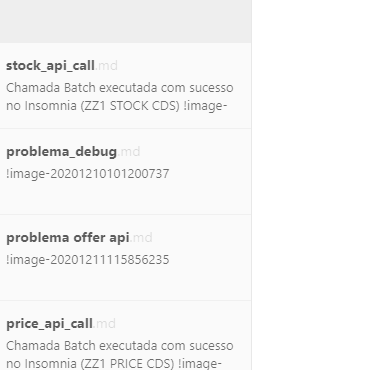 stock_api_call.md
Chamada Batch executada com sucesso
no Insomnia (ZZ1 STOCK CDS) !image-
problema_debug.md
!image-20201210101200737
problema offer api.md
!image-20201211115856235
price_api_call.md
Chamada Batch executada com sucesso
no Insomnia (ZZ1 PRICE CDS) !image-